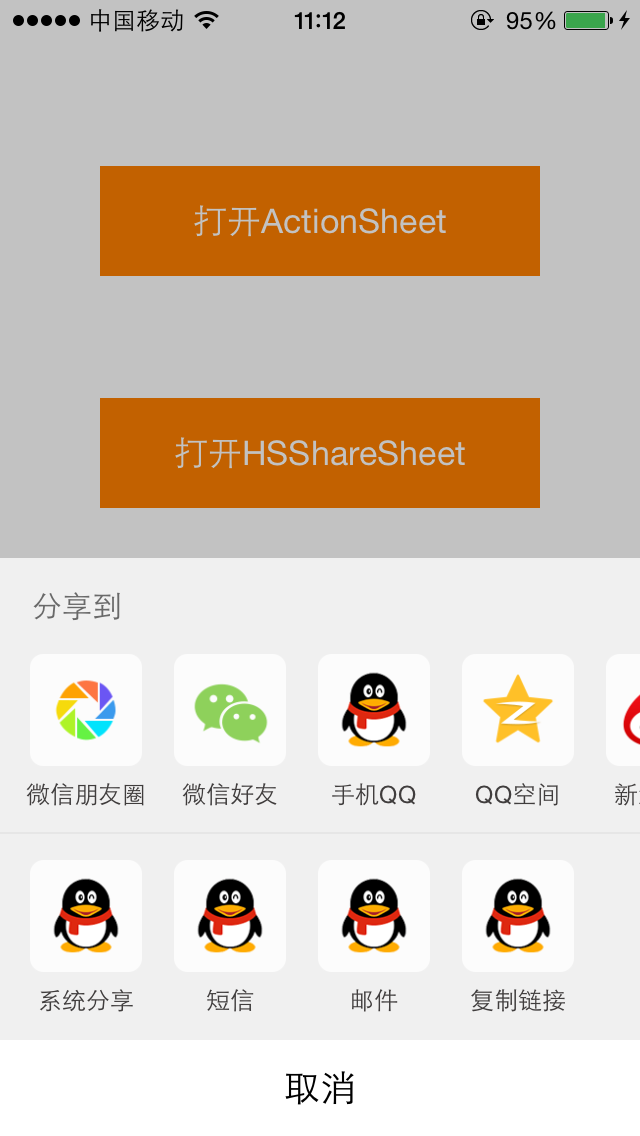 中国移动 11:12 95%
打开ActionSheet
打开HSShareSheet
分享到
微信朋友圈 微信好友 手机QQ QQ空间 新
系统分享 短信 邮件 复制链接
取消